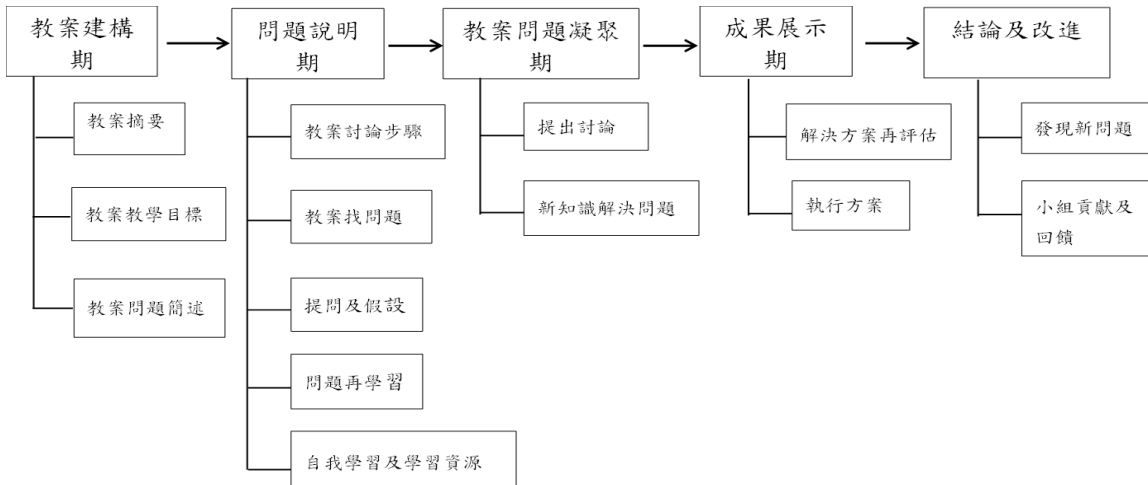 教案建構
期
問題說明
期
教案問題凝聚
期
成果展示
期
結論及改進
教案摘要
教案教學目標
教案問題簡述
教案討論步驟
教案找問題
提問及假設
問題再學習
自我學習及學習資源
提出討論
新知識解決問題
解決方案再評估
執行方案
發現新問題
小組貢獻及
回饋